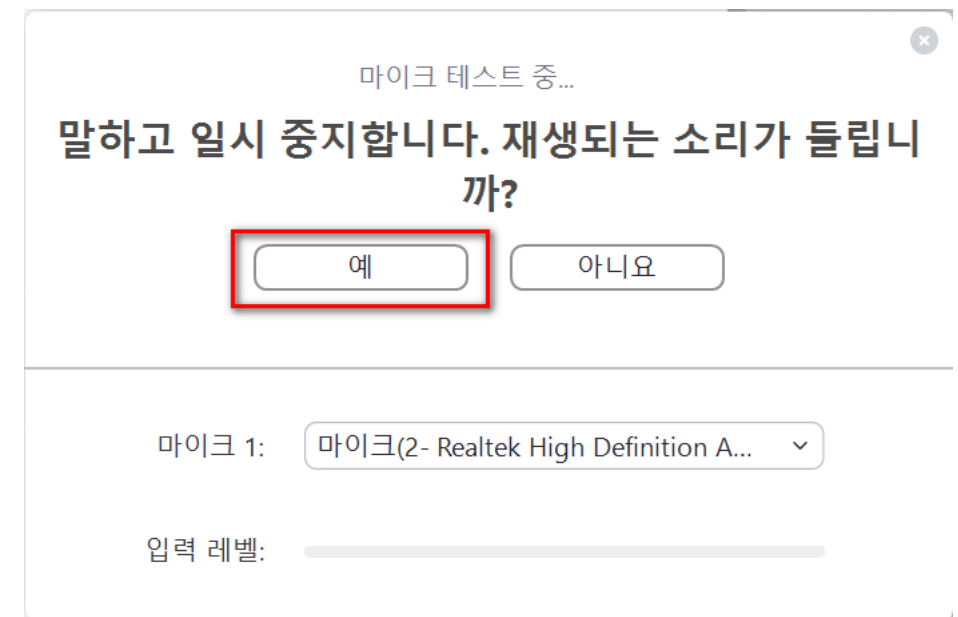 마이크 테스트 중...
말하고 일시 중지합니다. 재생되는 소리가 들립니
까?
예 아니요
마이크 1: 마이크(2- Realtek High Definition A...
입력 레벨: